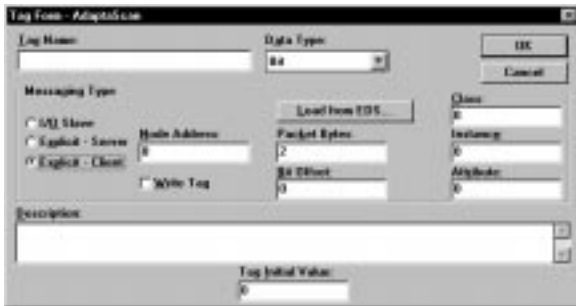 Tag Form - AdaptaScan
Tag Name:
Data Type:
Bit
OK
Cancel
Messaging Type
I/O Slave
Explicit - Server
Explicit - Client
Node Address:
0
Write Tag
Load from EDS...
Packet Bytes:
2
Bit Offset:
0
Class:
0
Instance:
0
Attribute:
0
Description:
Tag Initial Value:
0